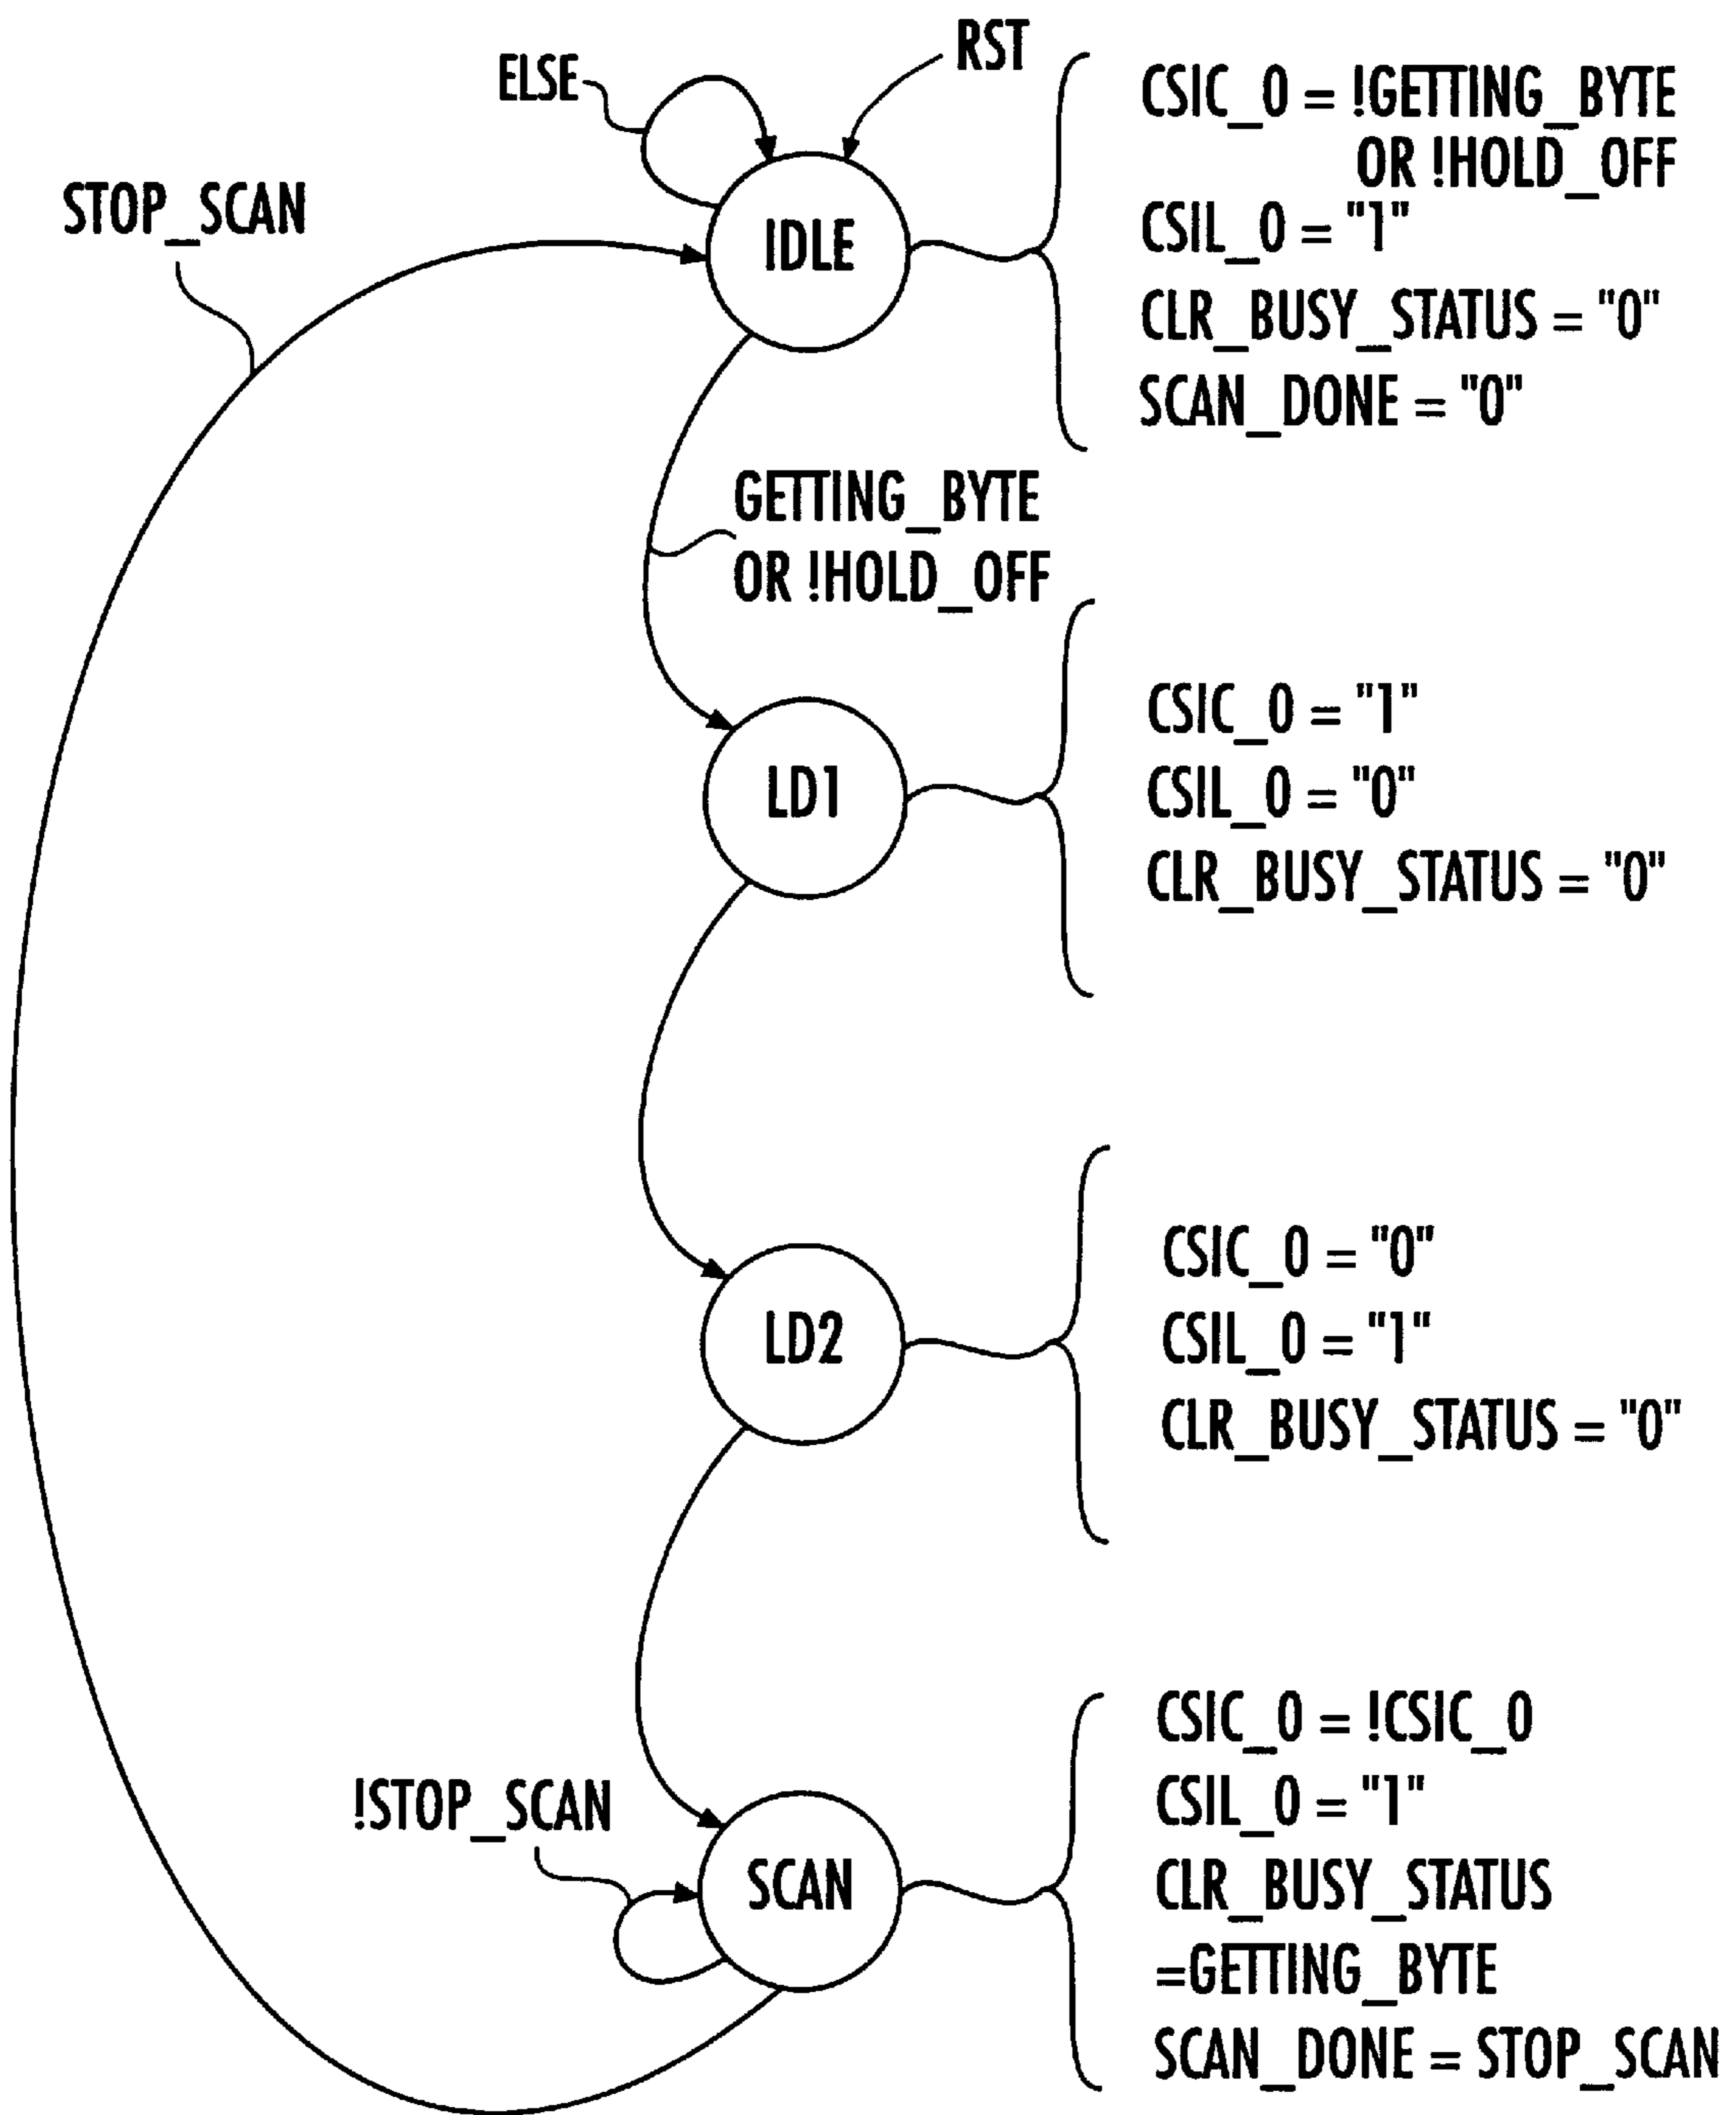 RST
ELSE
CSIC_0 = !GETTING_BYTE
OR !HOLD_OFF
STOP_SCAN
IDLE
CSIL_0 = "1"
CLR_BUSY_STATUS = "0"
SCAN_DONE = "0"
GETTING_BYTE
OR !HOLD_OFF
LD1
CSIC_0 = "1"
CSIL_0 = "0"
CLR_BUSY_STATUS = "0"
LD2
CSIC_0 = "0"
CSIL_0 = "1"
CLR_BUSY_STATUS = "0"
!STOP_SCAN
SCAN
CSIC_0 = !CSIC_0
CSIL_0 = "1"
CLR_BUSY_STATUS
=GETTING_BYTE
SCAN_DONE = STOP_SCAN